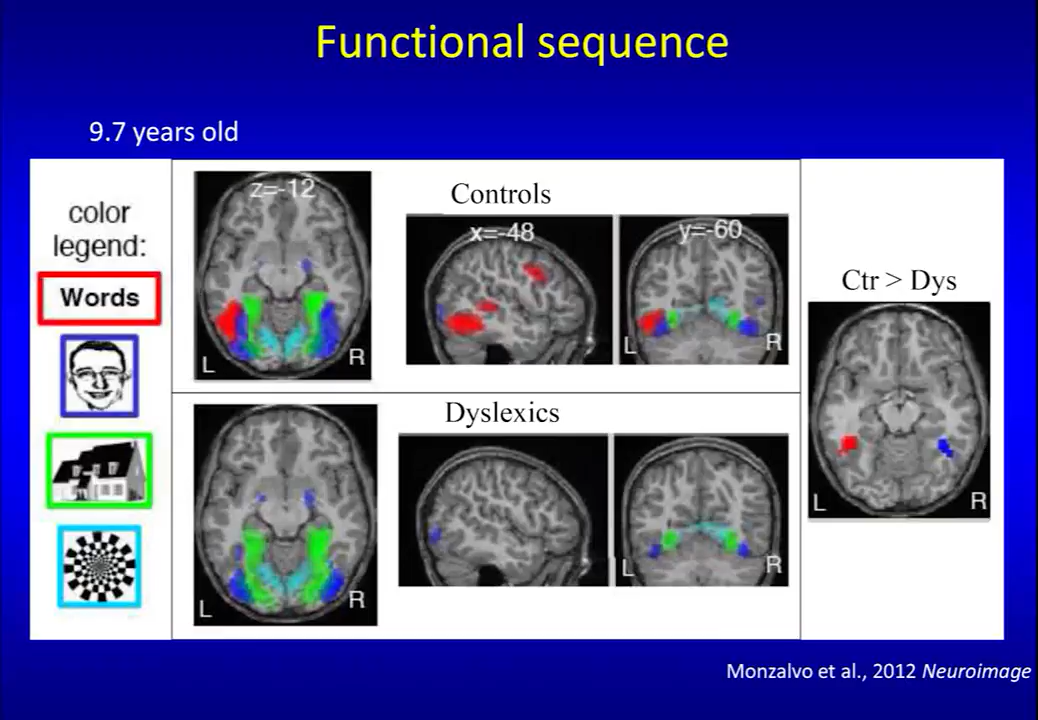 Functional sequence
9.7 years old
color
legend:
Words
z=-12
L
R
Controls
x=-48
y=-60
L
R
Dyslexics
L
R
L
R
Ctr > Dys
L
R
Monzalvo et al., 2012 Neuroimage